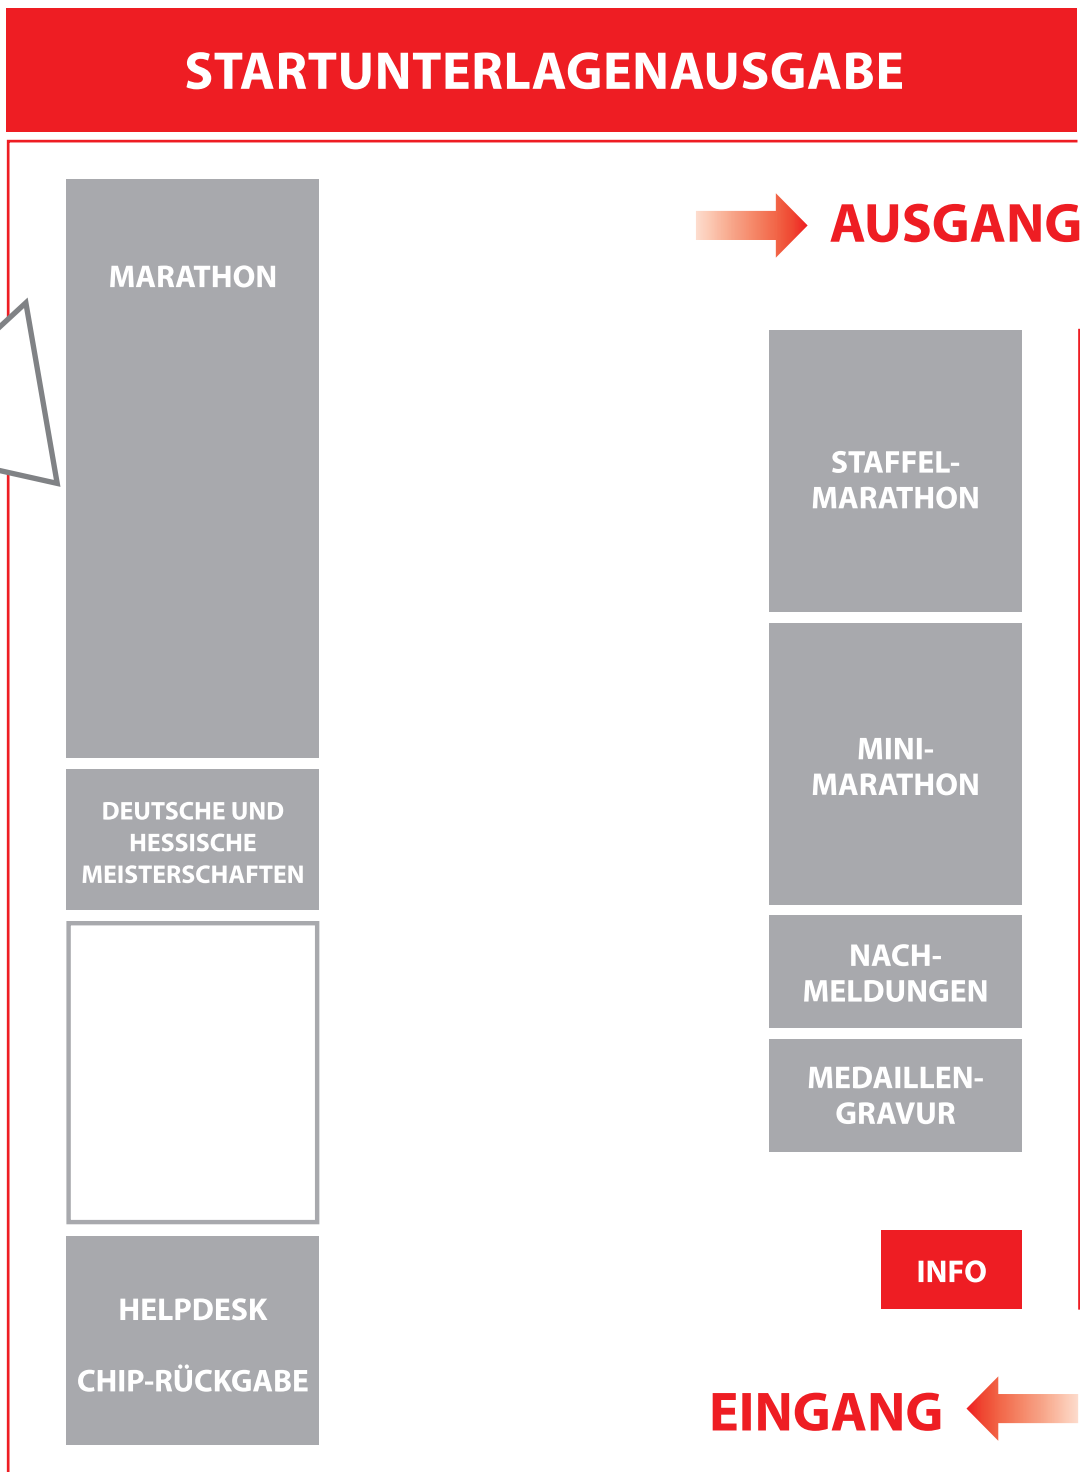 STARTUNTERLAGENAUSGABE
AUSGANG
MARATHON
STAFFEL-
MARATHON
MINI-
MARATHON
DEUTSCHE UND
HESSISCHE
MEISTERSCHAFTEN
NACH-
MELDUNGEN
MEDAILLEN-
GRAVUR
INFO
HELPDESK
CHIP-RÜCKGABE
EINGANG